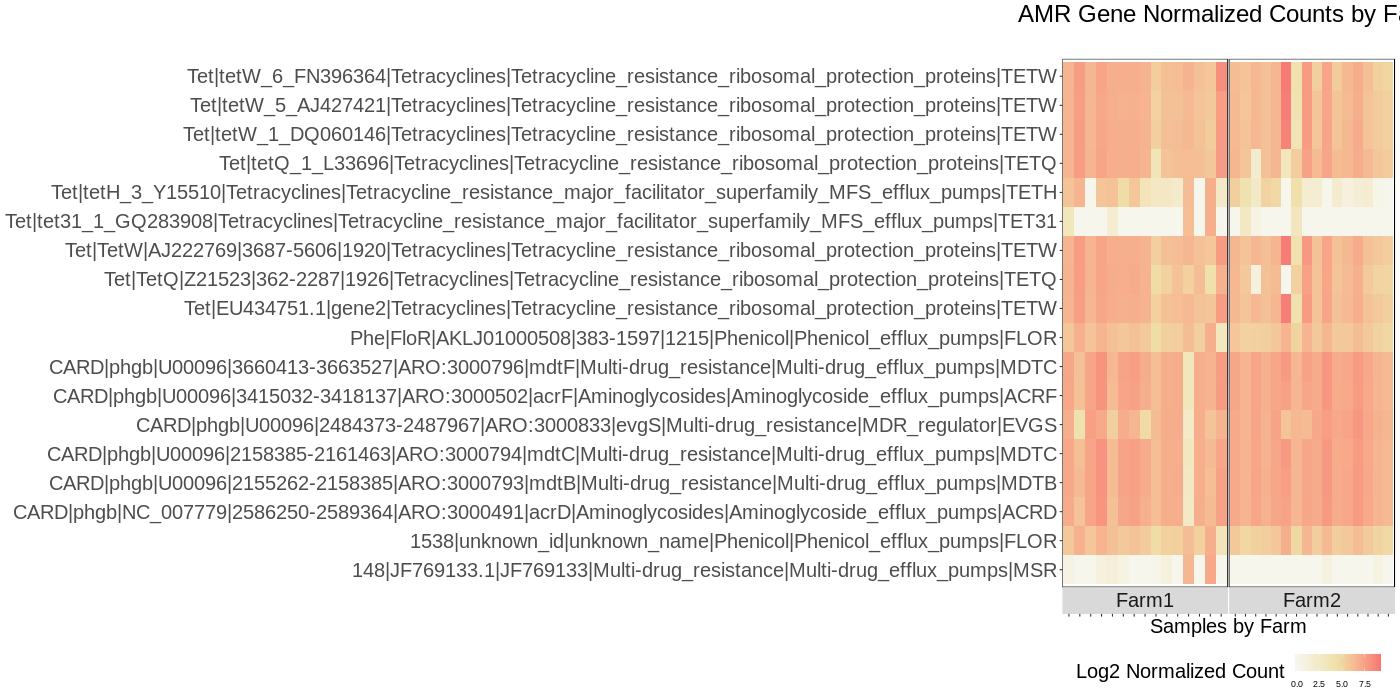 AMR Gene Normalized Counts by Fa
Tet|tetW_6_FN396364|Tetracyclines|Tetracycline_resistance_ribosomal_protection_proteins|TETW
Tet|tetW_5_AJ427421|Tetracyclines|Tetracycline_resistance_ribosomal_protection_proteins|TETW
Tet|tetW_1_DQ060146|Tetracyclines|Tetracycline_resistance_ribosomal_protection_proteins|TETW
Tet|tetQ_1_L33696|Tetracyclines|Tetracycline_resistance_ribosomal_protection_proteins|TETQ
Tet|tetH_3_Y15510|Tetracyclines|Tetracycline_resistance_major_facilitator_superfamily_MFS_efflux_pumps|TETH
Tet|tet31_1_GQ283908|Tetracyclines|Tetracycline_resistance_major_facilitator_superfamily_MFS_efflux_pumps|TET31
Tet|TetW|AJ222769|3687-5606|1920|Tetracyclines|Tetracycline_resistance_ribosomal_protection_proteins|TETW
Tet|TetQ|Z21523|362-2287|1926|Tetracyclines|Tetracycline_resistance_ribosomal_protection_proteins|TETQ
Tet|EU434751.1|gene2|Tetracyclines|Tetracycline_resistance_ribosomal_protection_proteins|TETW
Phe|FloR|AKLJ01000508|383-1597|1215|Phenicol|Phenicol_efflux_pumps|FLOR
CARD|phgb|U00096|3660413-3663527|ARO:3000796|mdtF|Multi-drug_resistance|Multi-drug_efflux_pumps|MDTC
CARD|phgb|U00096|3415032-3418137|ARO:3000502|acrF|Aminoglycosides|Aminoglycoside_efflux_pumps|ACRF
CARD|phgb|U00096|2484373-2487967|ARO:3000833|evgS|Multi-drug_resistance|MDR_regulator|EVGS
CARD|phgb|U00096|2158385-2161463|ARO:3000794|mdtC|Multi-drug_resistance|Multi-drug_efflux_pumps|MDTC
CARD|phgb|U00096|2155262-2158385|ARO:3000793|mdtB|Multi-drug_resistance|Multi-drug_efflux_pumps|MDTB
CARD|phgb|NC_007779|2586250-2589364|ARO:3000491|acrD|Aminoglycosides|Aminoglycoside_efflux_pumps|ACRD
1538|unknown_id|unknown_name|Phenicol|Phenicol_efflux_pumps|FLOR
148|JF769133.1|JF769133|Multi-drug_resistance|Multi-drug_efflux_pumps|MSR
Farm1 Farm2
Samples by Farm
Log2 Normalized Count
0.0 2.5 5.0 7.5